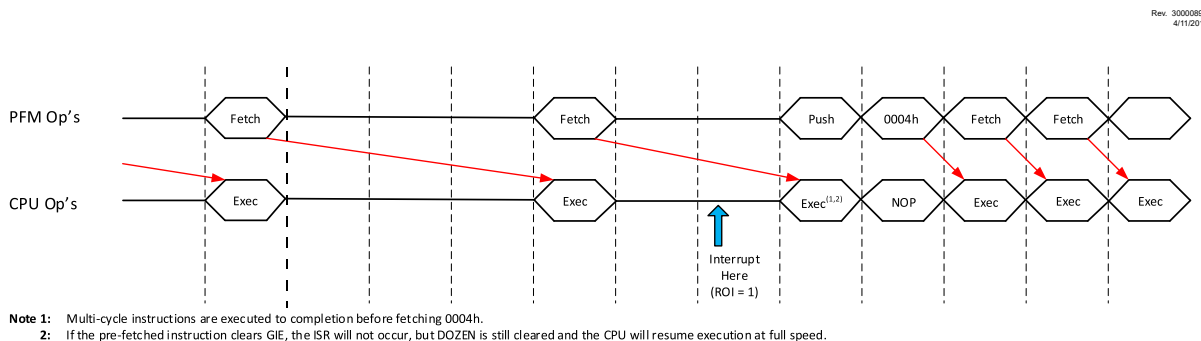 Rev. 3000089
4/11/201
PFM Op's Fetch Fetch Push 0004h Fetch Fetch
CPU Op's Exec Exec Exec(1,2) NOP Exec Exec Exec
Interrupt
Here
(ROI = 1)
Note 1: Multi-cycle instructions are executed to completion before fetching 0004h.
2: If the pre-fetched instruction clears GIE, the ISR will not occur, but DOZEN is still cleared and the CPU will resume execution at full speed.